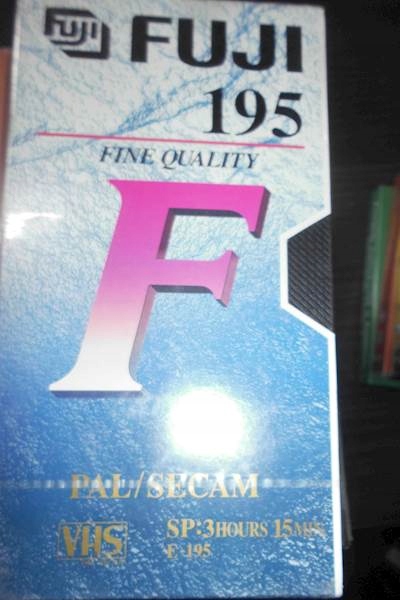 FUJI FUJI
195
FINE QUALITY
F
PAL/SECAM
VHS SP:3HOURS 15MIN.
E-195